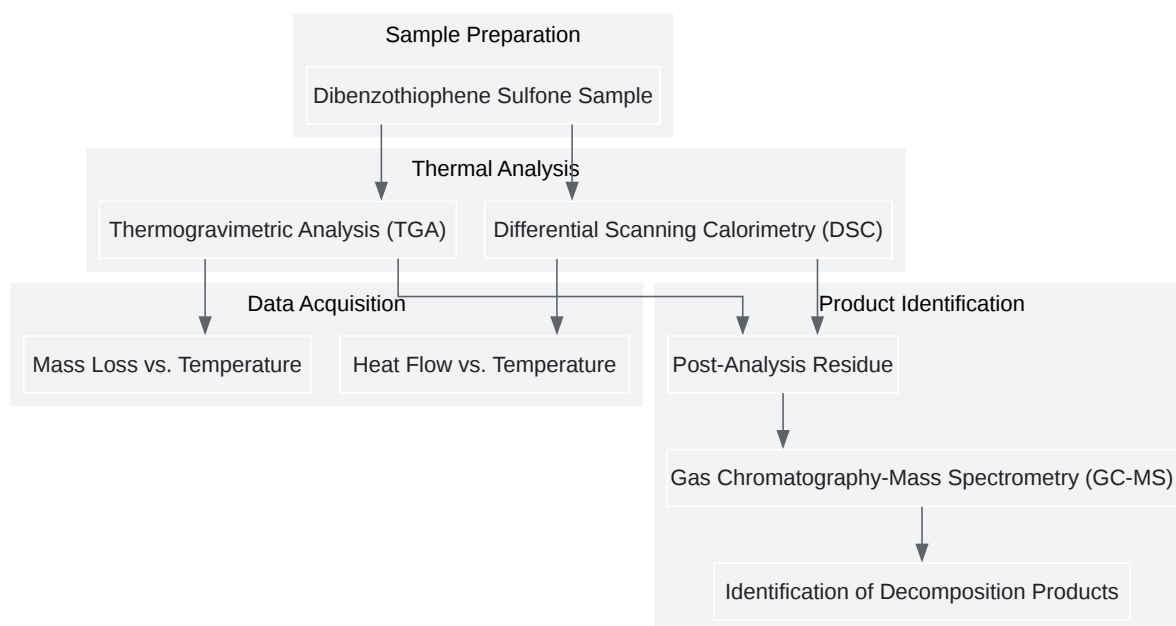 Sample Preparation
Dibenzothiophene Sulfone Sample
Thermal Analysis
Thermogravimetric Analysis (TGA)
Differential Scanning Calorimetry (DSC)
Data Acquisition
Product Identification
Mass Loss vs. Temperature
Heat Flow vs. Temperature
Post-Analysis Residue
Gas Chromatography-Mass Spectrometry (GC-MS)
Identification of Decomposition Products